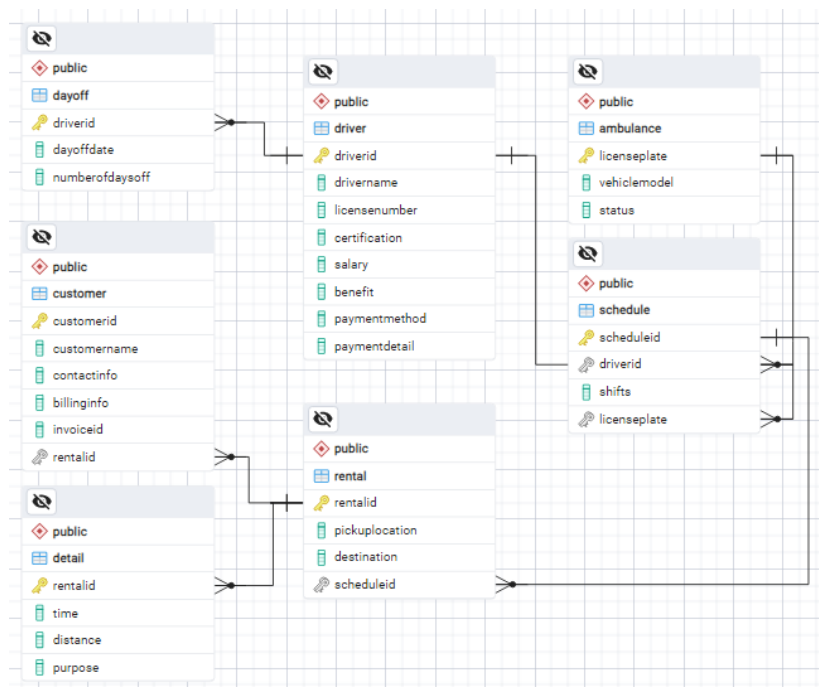 public
dayoff
driverid
dayoffdate
numberofdaysoff
public
customer
customerid
customername
contactinfo
billinginfo
invoiceid
rentalid
public
detail
rentalid
time
distance
purpose
public
driver
driverid
drivername
licensenumber
certification
salary
benefit
paymentmethod
paymentdetail
public
rental
rentalid
pickuplocation
destination
scheduleid
public
ambulance
licenseplate
vehiclemodel
status
public
schedule
scheduleid
driverid
shifts
licenseplate